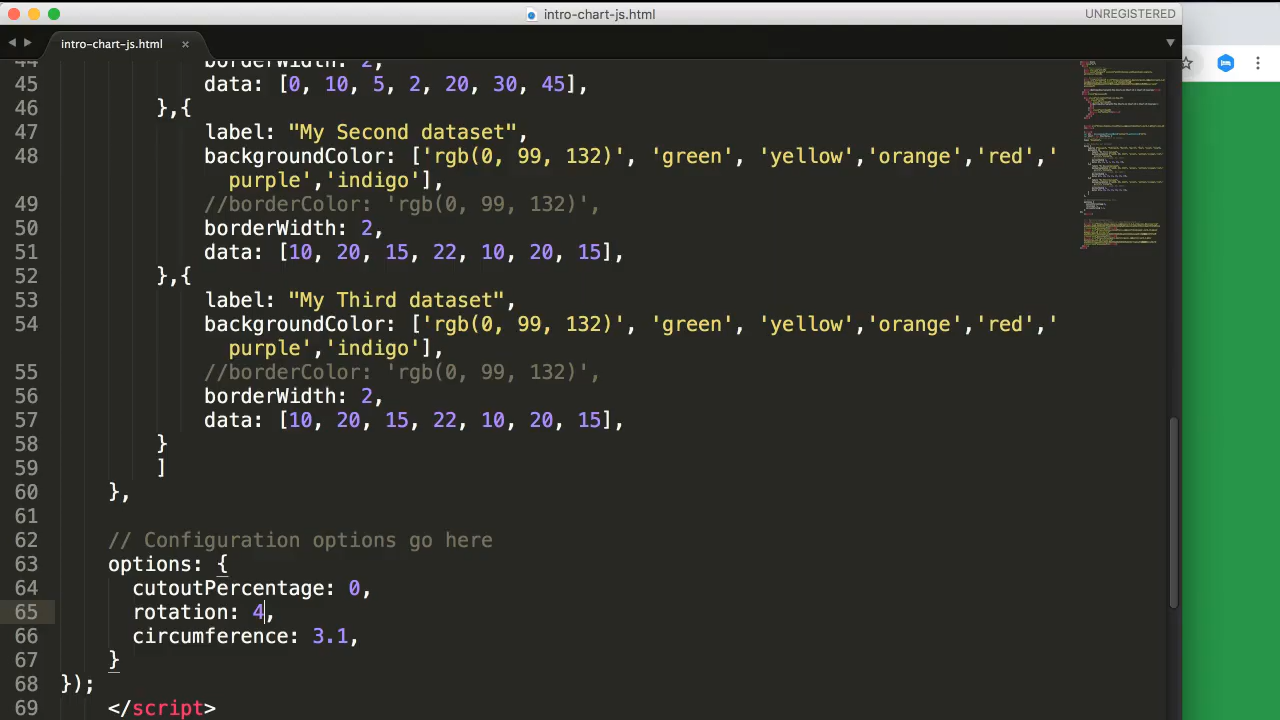 intro-chart-js.html
UNREGISTERED
intro-chart-js.html ×
44 borderWidth: 2,
45 data: [0, 10, 5, 2, 20, 30, 45],
46 },{
47 label: "My Second dataset",
48 backgroundColor: ['rgb(0, 99, 132)', 'green', 'yellow','orange','red','
purple','indigo'],
49 //borderColor: 'rgb(0, 99, 132)',
50 borderWidth: 2,
51 data: [10, 20, 15, 22, 10, 20, 15],
52 },{
53 label: "My Third dataset",
54 backgroundColor: ['rgb(0, 99, 132)', 'green', 'yellow','orange','red','
purple','indigo'],
55 //borderColor: 'rgb(0, 99, 132)',
56 borderWidth: 2,
57 data: [10, 20, 15, 22, 10, 20, 15],
58 }
59 ]
60 },
61
62 // Configuration options go here
63 options: {
64 cutoutPercentage: 0,
65 rotation: 4,
66 circumference: 3.1,
67 }
68 });
69 </script>